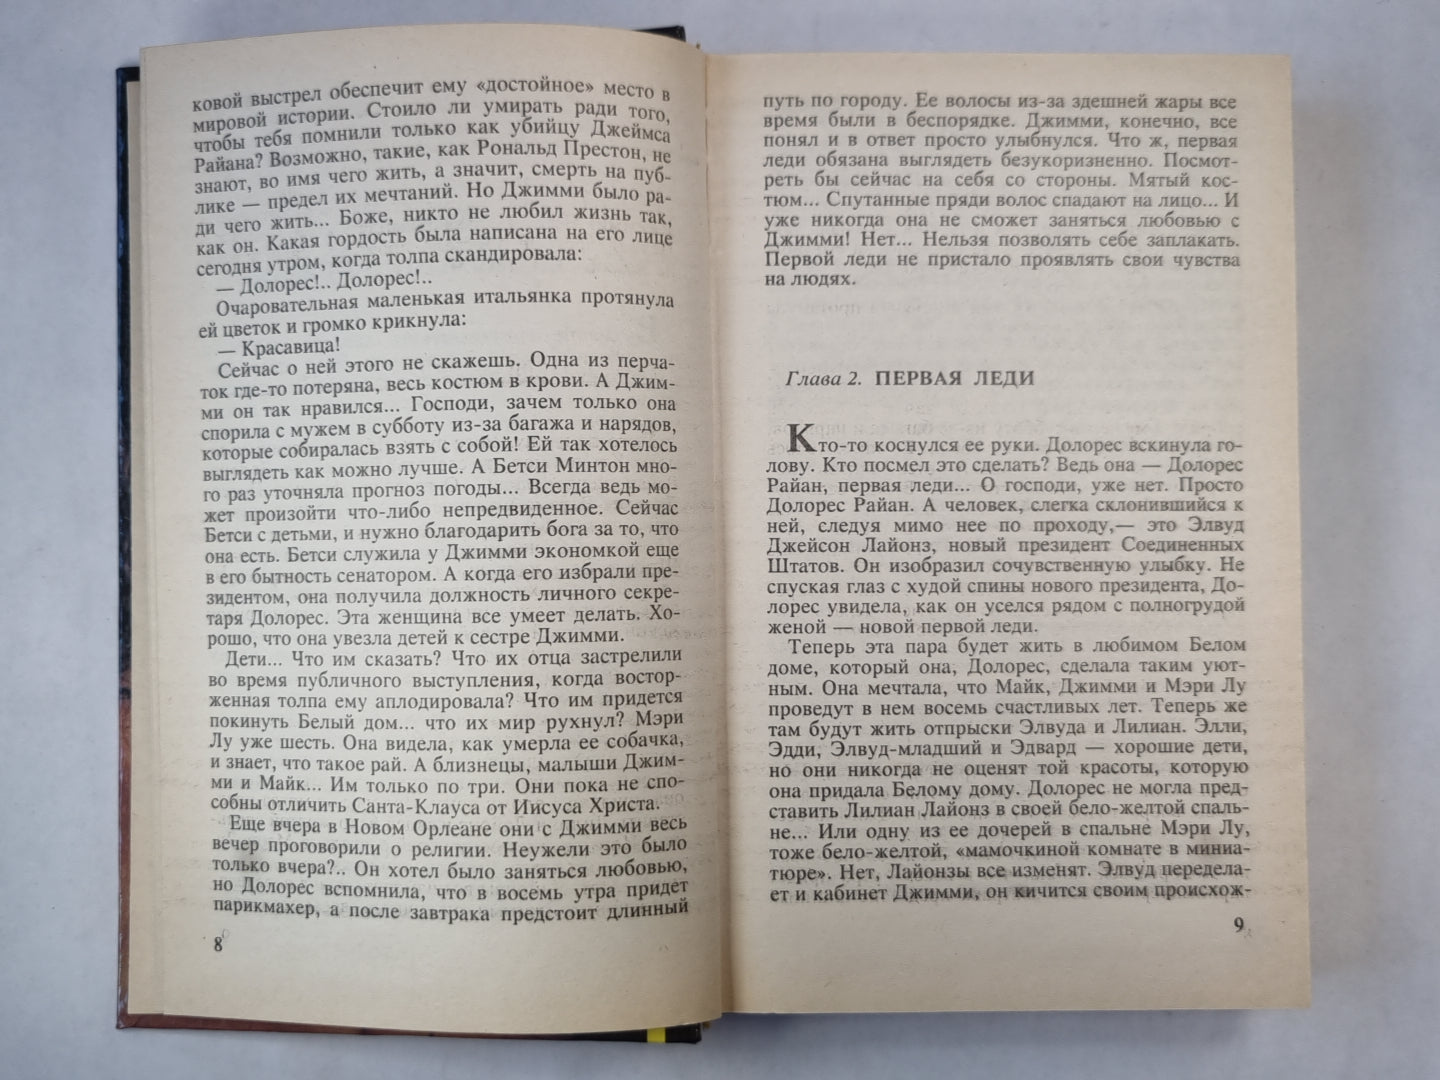 ковой выстрел обеспечит ему «достойное» место в
мировой истории. Стоило ли умирать ради того,
чтобы тебя помнили только как убийцу Джеймса
Райана? Возможно, такие, как Рональд Престон, не
знают, во имя чего жить, а значит, смерть на пуб-
лике — предел их мечтаний. Но Джимми было ра-
ди чего жить... Боже, никто не любил жизнь так,
как он. Какая гордость была написана на его лице
сегодня утром, когда толпа скандировала:
— Долорес!.. Долорес!..
Очаровательная маленькая итальянка протянула
ей цветок и громко крикнула:
— Красавица!
Сейчас о ней этого не скажешь. Одна из перча-
ток где-то потеряна, весь костюм в крови. А Джим-
ми он так нравился... Господи, зачем только она
спорила с мужем в субботу из-за багажа и нарядов,
которые собиралась взять с собой! Ей так хотелось
выглядеть как можно лучше. А Бетси Минтон мно-
го раз уточняла прогноз погоды... Всегда ведь мо-
жет произойти что-либо непредвиденное. Сейчас
Бетси с детьми, и нужно благодарить бога за то, что
она есть. Бетси служила у Джимми экономкой еще
в его бытность сенатором. А когда его избрали пре-
зидентом, она получила должность личного секре-
таря Долорес. Эта женщина все умеет делать. Хо-
рошо, что она увезла детей к сестре Джимми.
Дети... Что им сказать? Что их отца застрелили
во время публичного выступления, когда востор-
женная толпа ему аплодировала? Что им придется
покинуть Белый дом... что их мир рухнул? Мэри
Лу уже шесть. Она видела, как умерла ее собачка,
и знает, что такое рай. А близнецы, малыши Джим-
ми и Майк... Им только по три. Они пока не спо-
собны отличить Санта-Клауса от Иисуса Христа.
Еще вчера в Новом Орлеане они с Джимми весь
вечер проговорили о религии. Неужели это было
только вчера?.. Он хотел было заняться любовью,
но Долорес вспомнила, что в восемь утра придет
парикмахер, а после завтрака предстоит длинный
8
путь по городу. Ее волосы из-за здешней жары все
время были в беспорядке. Джимми, конечно, все
понял и в ответ просто улыбнулся. Что ж, первая
леди обязана выглядеть безукоризненно. Посмот-
реть бы сейчас на себя со стороны. Мятый кос-
тюм... Спутанные пряди волос спадают на лицо... И
уже никогда она не сможет заняться любовью с
Джимми! Нет... Нельзя позволять себе заплакать.
Первой леди не пристало проявлять свои чувства
на людях.
Глава 2. ПЕРВАЯ ЛЕДИ
Кто-то коснулся ее руки. Долорес вскинула го-
лову. Кто посмел это сделать? Ведь она — Долорес
Райан, первая леди... О господи, уже нет. Просто
Долорес Райан. А человек, слегка склонившийся к
ней, следуя мимо нее по проходу,— это Элвуд
Джейсон Лайонз, новый президент Соединенных
Штатов. Он изобразил сочувственную улыбку. Не
спуская глаз с худой спины нового президента, До-
лорес увидела, как он уселся рядом с полногрудой
женой — новой первой леди.
Теперь эта пара будет жить в любимом Белом
доме, который она, Долорес, сделала таким уют-
ным. Она мечтала, что Майк, Джимми и Мэри Лу
проведут в нем восемь счастливых лет. Теперь же
там будут жить отпрыски Элвуда и Лилиан. Элли,
Эдди, Элвуд-младший и Эдвард — хорошие дети,
но они никогда не оценят той красоты, которую
она придала Белому дому. Долорес не могла пред-
ставить Лилиан Лайонз в своей бело-желтой спаль-
не... Или одну из ее дочерей в спальне Мэри Лу,
тоже бело-желтой, «мамочкиной комнате в миниа-
тюре». Нет, Лайонзы все изменят. Элвуд передела-
ет и кабинет Джимми, он кичится своим происхож-
9